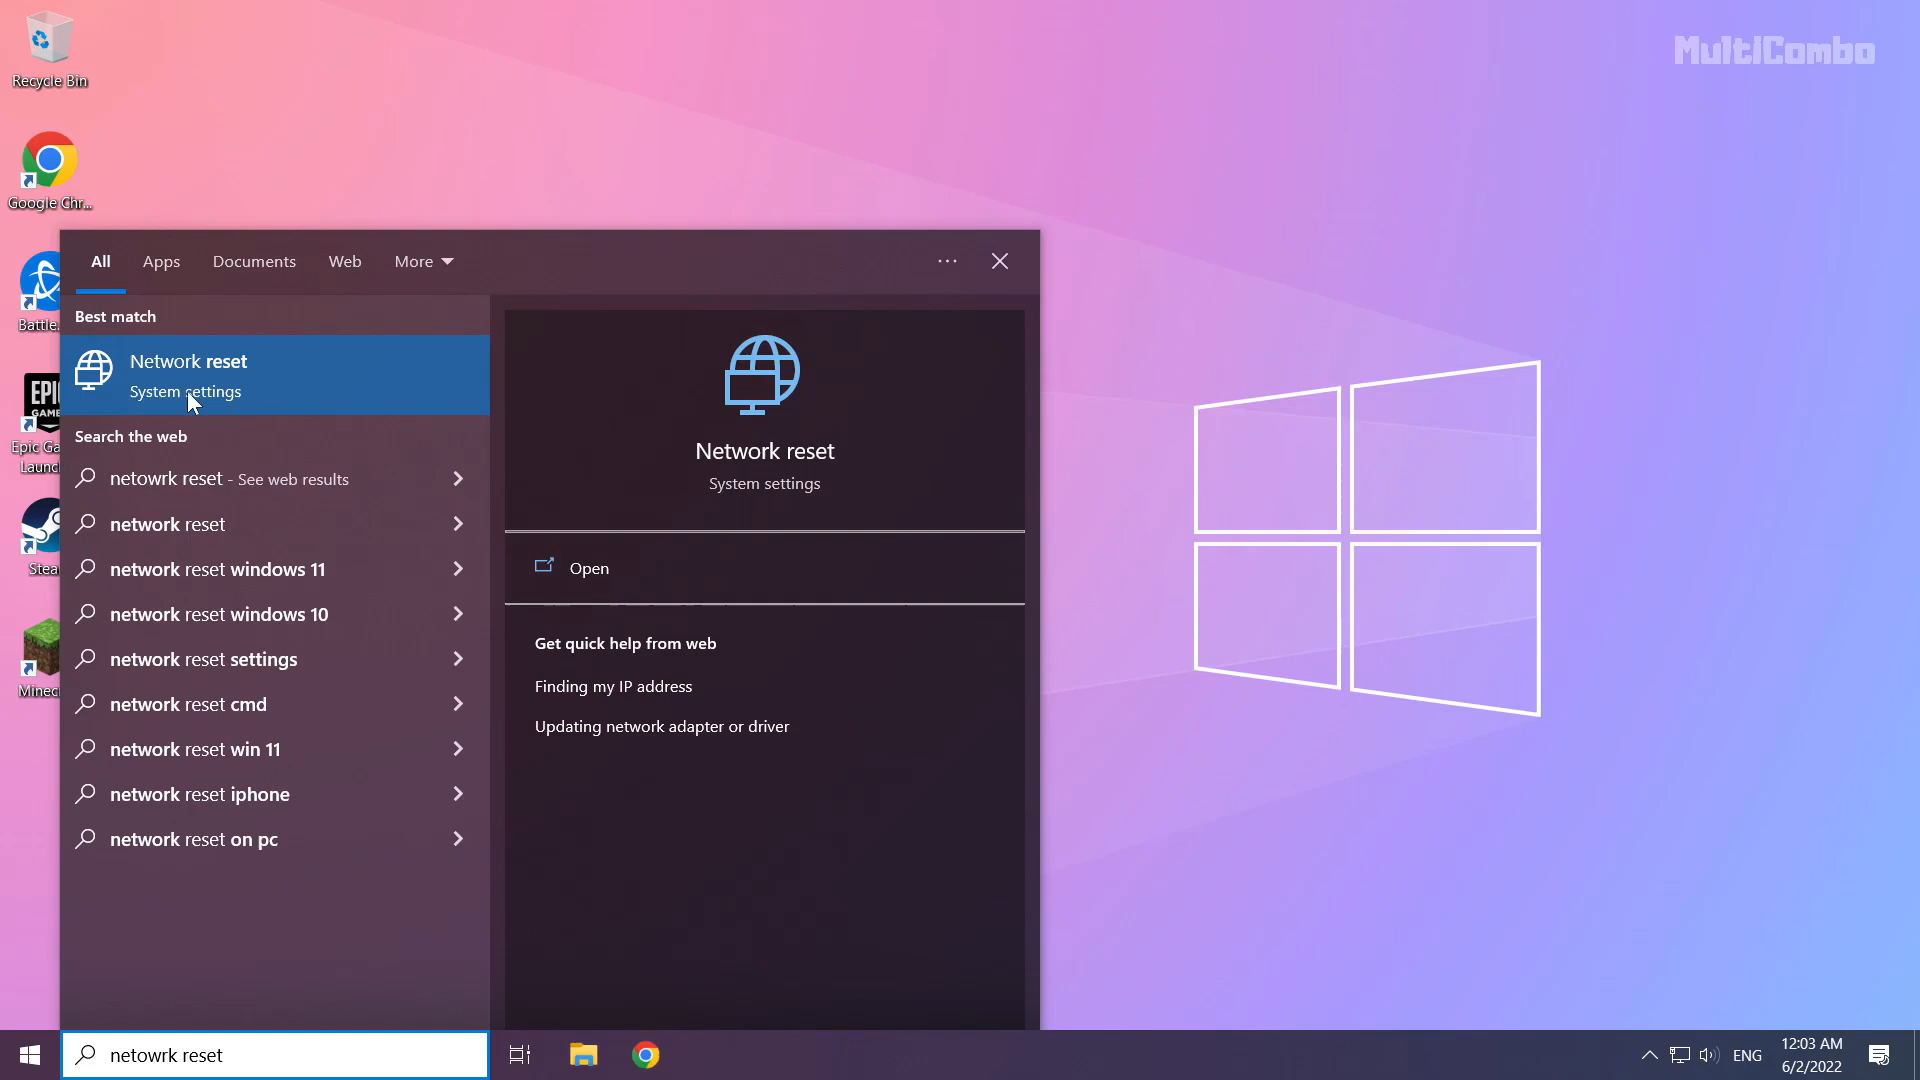 Recycle Bin
MultiCombo
Google Chr...
Battle.
EPIC
GAMES
Epic Ga
Launc
Stea
Minec
All
Apps
Documents
Web
More
Best match
Network reset
System settings
Search the web
netowrk reset - See web results
network reset
network reset windows 11
network reset windows 10
network reset settings
network reset cmd
network reset win 11
network reset iphone
network reset on pc
Network reset
System settings
Open
Get quick help from web
Finding my IP address
Updating network adapter or driver
netowrk reset
ENG
12:03 AM
6/2/2022